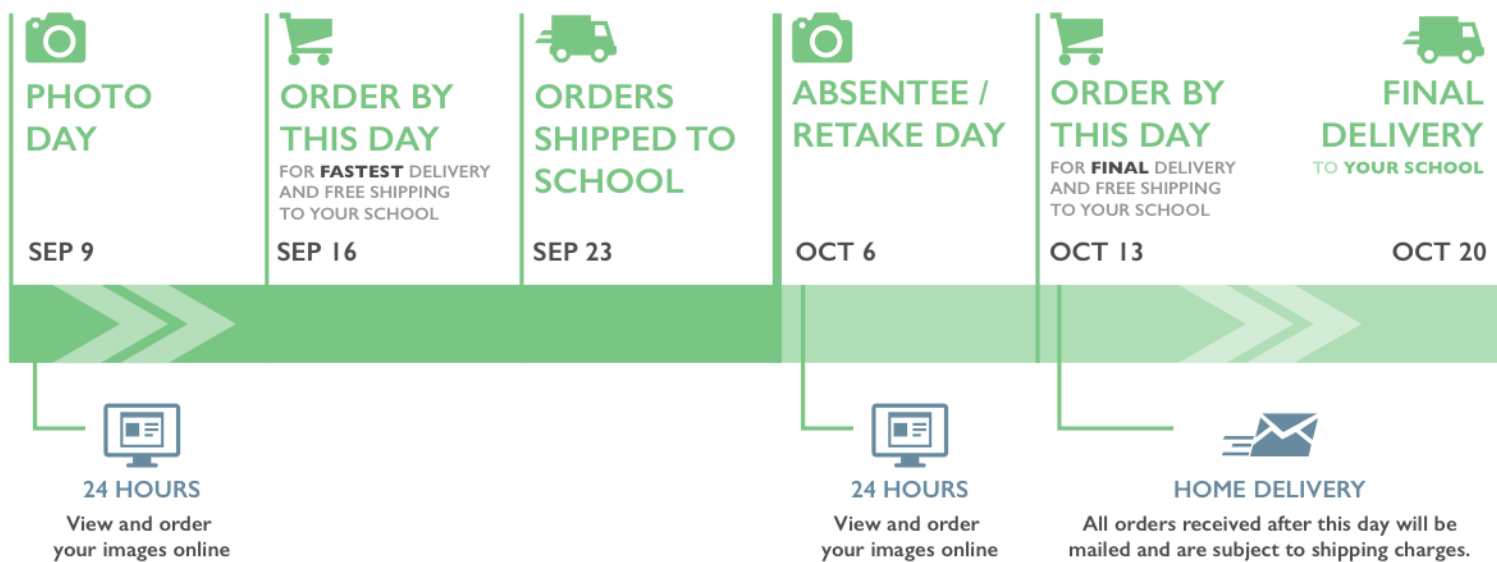 PHOTO
DAY
SEP 9
ORDER BY
THIS DAY
FOR FASTEST DELIVERY
AND FREE SHIPPING
TO YOUR SCHOOL
SEP 16
ORDERS
SHIPPED TO
SCHOOL
SEP 23
ABSENTEE /
RETAKE DAY
OCT 6
ORDER BY
THIS DAY
FOR FINAL DELIVERY
AND FREE SHIPPING
TO YOUR SCHOOL
OCT 13
FINAL
DELIVERY
TO YOUR SCHOOL
OCT 20
24 HOURS
View and order
your images online
24 HOURS
View and order
your images online
HOME DELIVERY
All orders received after this day will be
mailed and are subject to shipping charges.